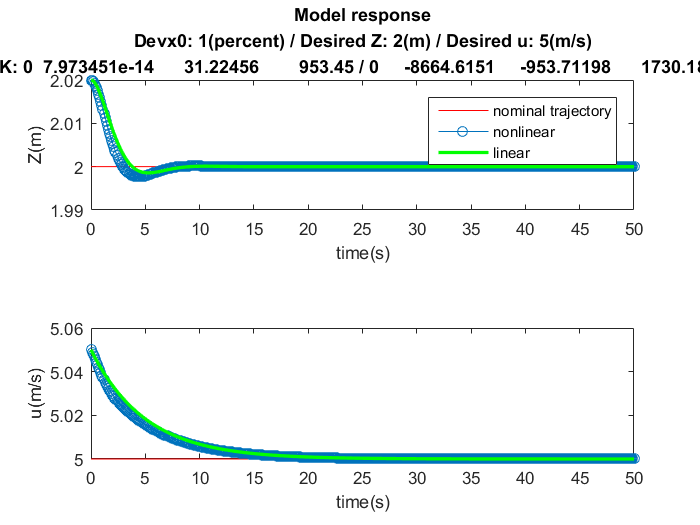 Model response
Devx0: 1(percent) / Desired Z: 2(m) / Desired u: 5(m/s)
K: 0 7.973451e-14 31.22456 953.45 / 0 -8664.6151 -953.71198 1730.18
2.02
2.01
2
1.99
Z(m)
nominal trajectory
nonlinear
linear
0 5 10 15 20 25 30 35 40 45 50
time(s)
5.06
5.04
5.02
5
u(m/s)
0 5 10 15 20 25 30 35 40 45 50
time(s)